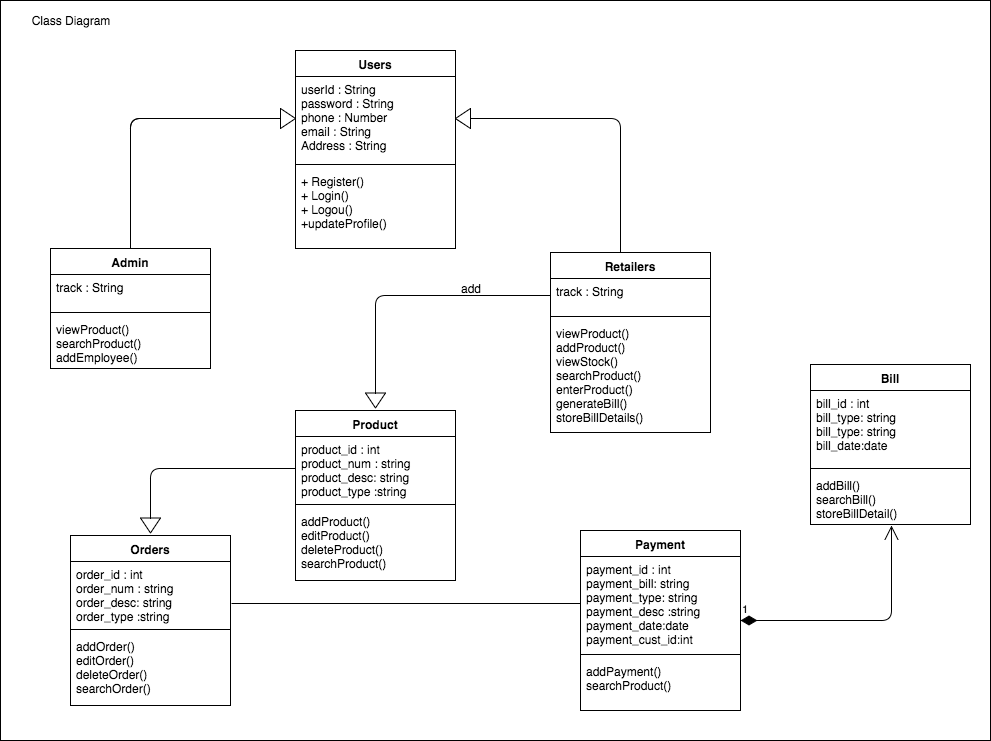 Class Diagram
Users
userId : String
password : String
phone : Number
email : String
Address : String
+ Register()
+ Login()
+ Logou()
+updateProfile()
Admin
track : String
viewProduct()
searchProduct()
addEmployee()
Retailers
track : String
viewProduct()
addProduct()
viewStock()
searchProduct()
enterProduct()
generateBill()
storeBillDetails()
add
Product
product_id : int
product_num : string
product_desc: string
product_type :string
addProduct()
editProduct()
deleteProduct()
searchProduct()
Bill
bill_id : int
bill_type: string
bill_type: string
bill_date:date
addBill()
searchBill()
storeBillDetail()
Orders
order_id : int
order_num : string
order_desc: string
order_type :string
addOrder()
editOrder()
deleteOrder()
searchOrder()
Payment
payment_id : int
payment_bill: string
payment_type: string
payment_desc :string
payment_date:date
payment_cust_id:int
addPayment()
searchProduct()
1